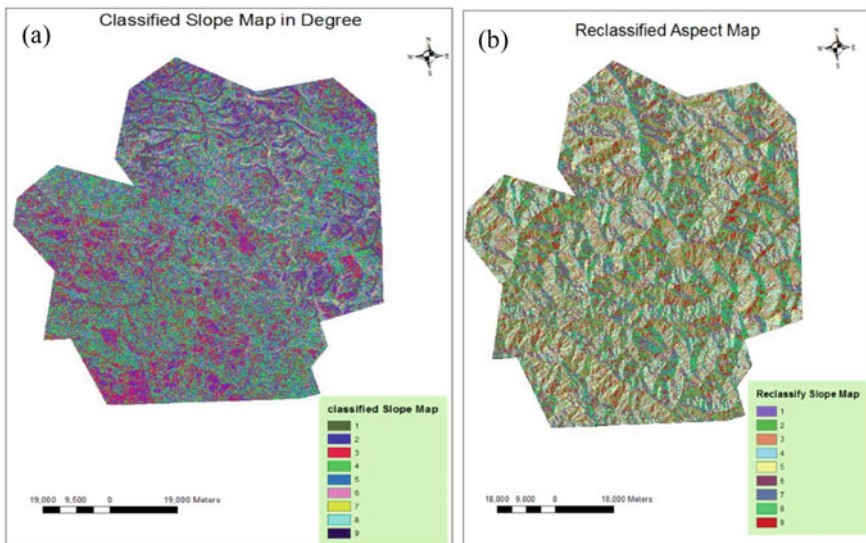 (a)
Classified Slope Map in Degree
N
W E
S
classified Slope Map
1
2
3
4
5
6
7
8
9
19,000 9,500 0 19,000 Meters
(b)
Reclassified Aspect Map
N
W E
S
Reclassify Slope Map
1
2
3
4
5
6
7
8
9
18,000 9,000 0 18,000 Meters